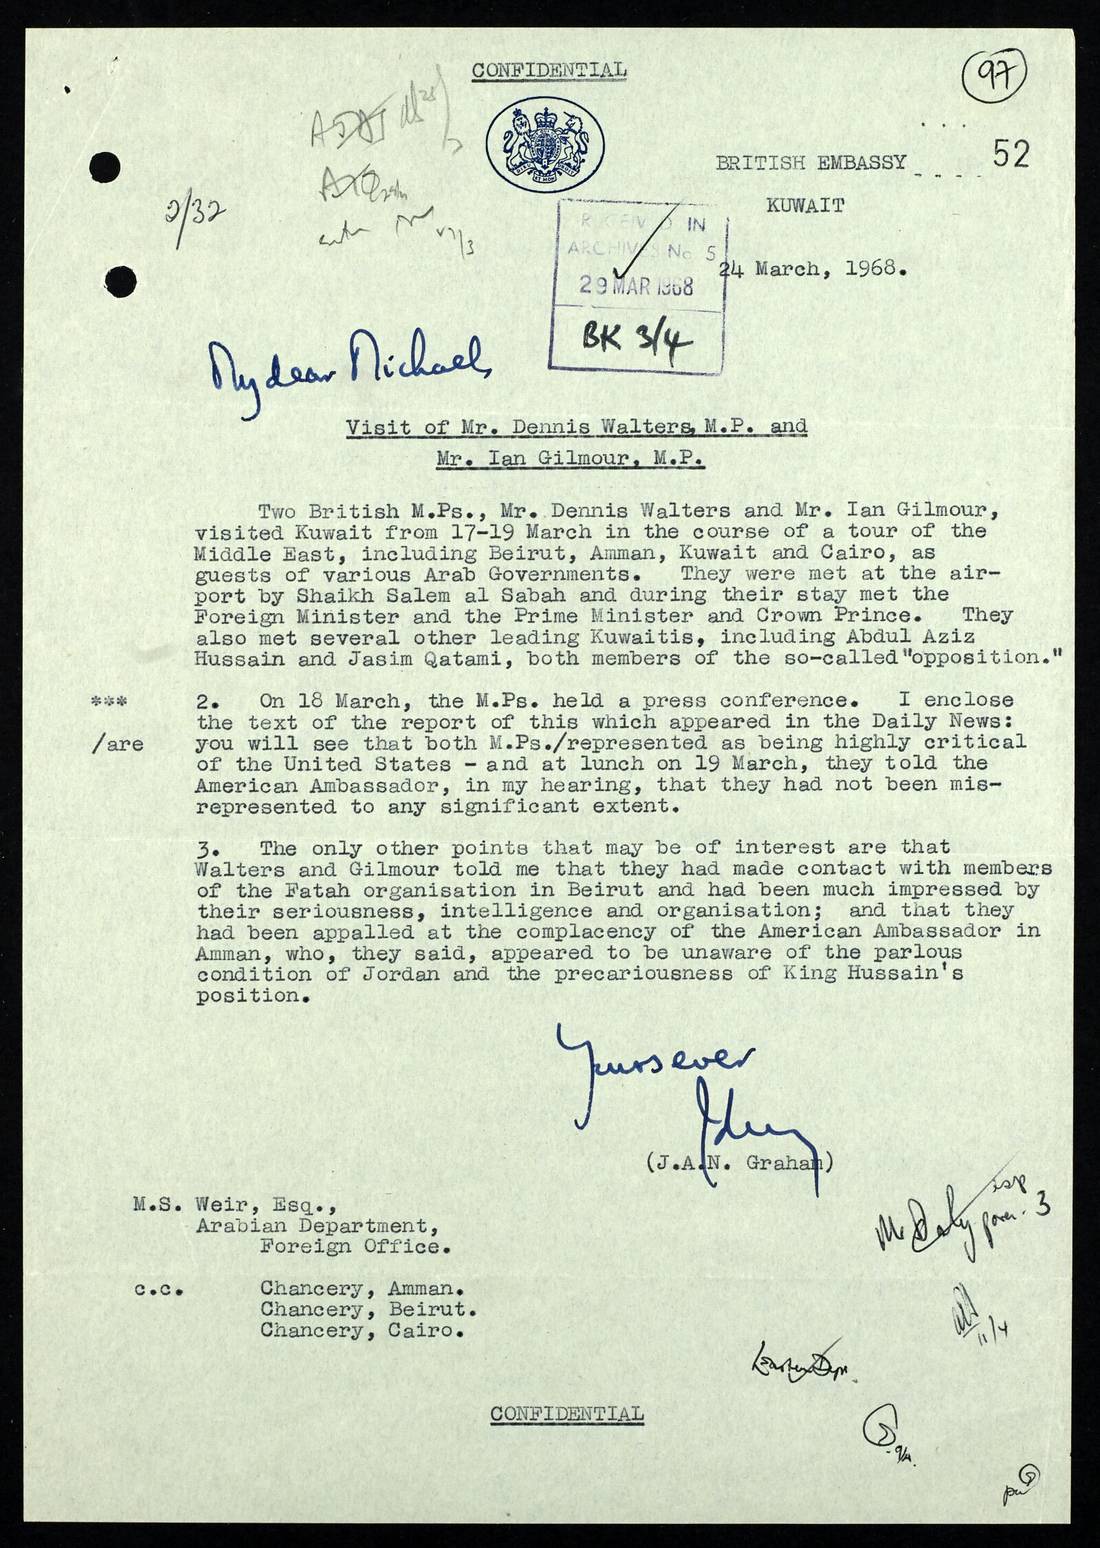 CONFIDENTIAL
97
BRITISH EMBASSY
52
KUWAIT
2/32
RECEIVED IN
ARCHIVES No 5
29 MAR 1968
BK 3/4
24 March, 1968.
My dear Michael,
Visit of Mr. Dennis Walters, M.P. and
Mr. Ian Gilmour, M.P.
Two British M.Ps., Mr. Dennis Walters and Mr. Ian Gilmour,
visited Kuwait from 17-19 March in the course of a tour of the
Middle East, including Beirut, Amman, Kuwait and Cairo, as
guests of various Arab Governments. They were met at the air-
port by Shaikh Salem al Sabah and during their stay met the
Foreign Minister and the Prime Minister and Crown Prince. They
also met several other leading Kuwaitis, including Abdul Aziz
Hussain and Jasim Qatami, both members of the so-called "opposition."
*** 2. On 18 March, the M.Ps. held a press conference. I enclose
the text of the report of this which appeared in the Daily News:
/are you will see that both M.Ps./represented as being highly critical
of the United States - and at lunch on 19 March, they told the
American Ambassador, in my hearing, that they had not been mis-
represented to any significant extent.
3. The only other points that may be of interest are that
Walters and Gilmour told me that they had made contact with members
of the Fatah organisation in Beirut and had been much impressed by
their seriousness, intelligence and organisation; and that they
had been appalled at the complacency of the American Ambassador in
Amman, who, they said, appeared to be unaware of the parlous
condition of Jordan and the precariousness of King Hussain's
position.
Yours ever
(J.A.N. Graham)
M.S. Weir, Esq.,
Arabian Department,
Foreign Office.
esp
para. 3
c.c. Chancery, Amman.
Chancery, Beirut.
Chancery, Cairo.
11/4
Eastern Dept.
CONFIDENTIAL
9/4.